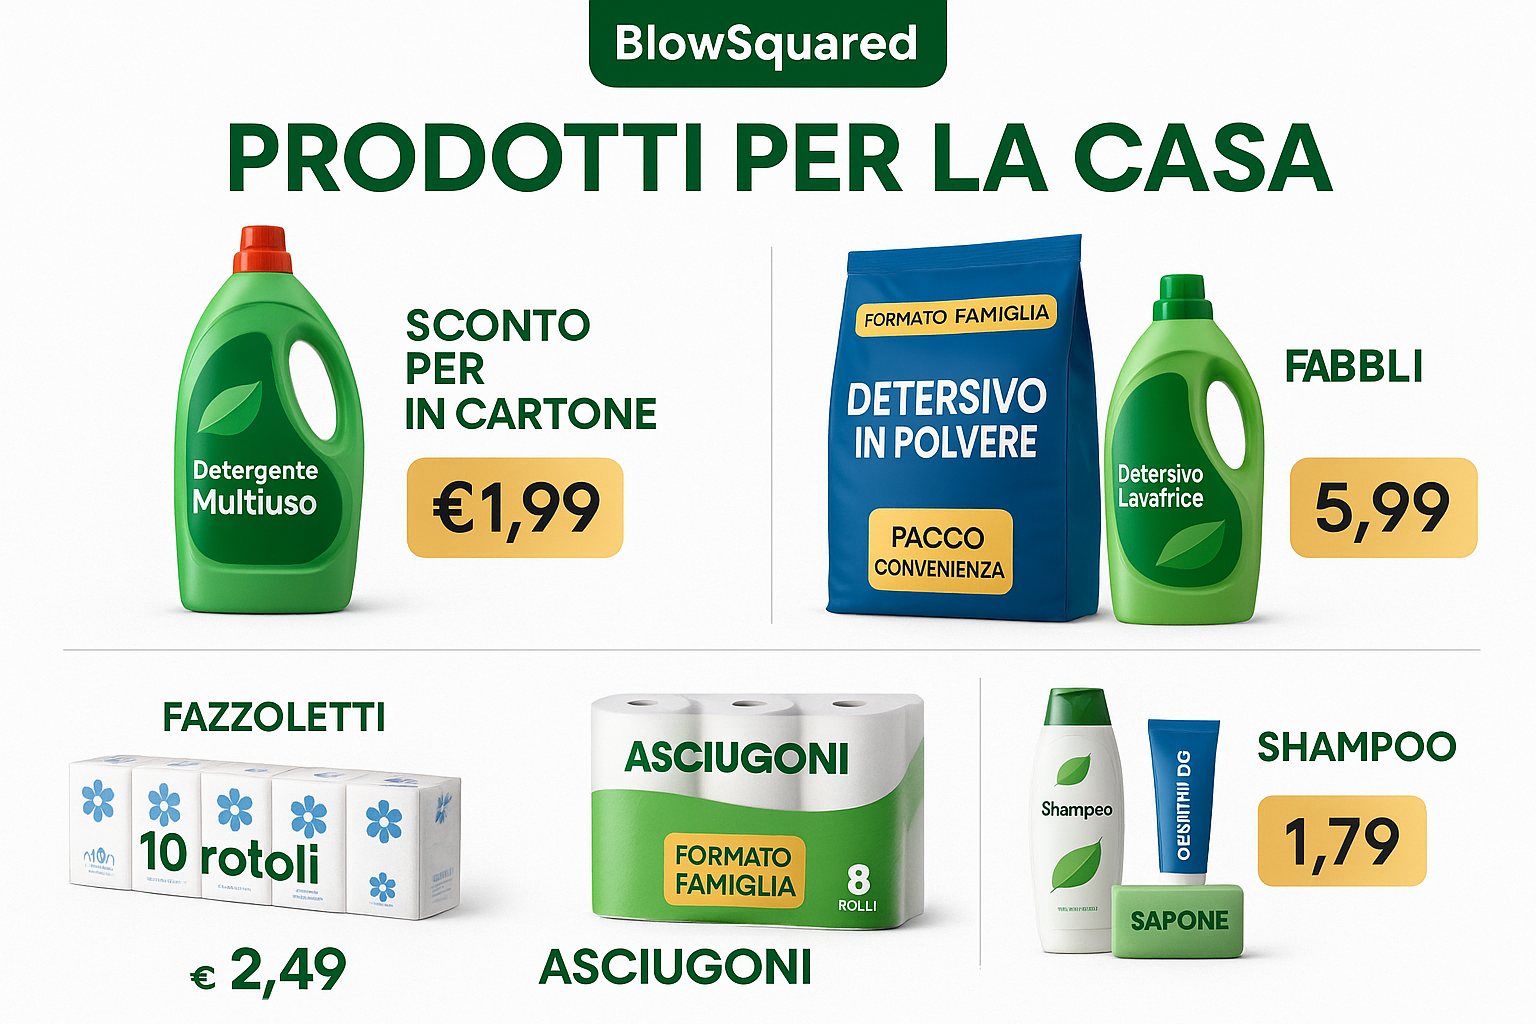 BlowSquared
PRODOTTI PER LA CASA
Detergente
Multiuso
SCONTO
PER
IN CARTONE
€1,99
FORMATO FAMIGLIA
DETERSIVO
IN POLVERE
PACCO
CONVENIENZA
Detersivo
Lavafrice
FABBLI
5,99
FAZZOLETTI
10 rotoli
€ 2,49
ASCIUGONI
FORMATO
FAMIGLIA
8
ROLLI
ASCIUGONI
Shampeo
SAPONE
SHAMPOO
1,79